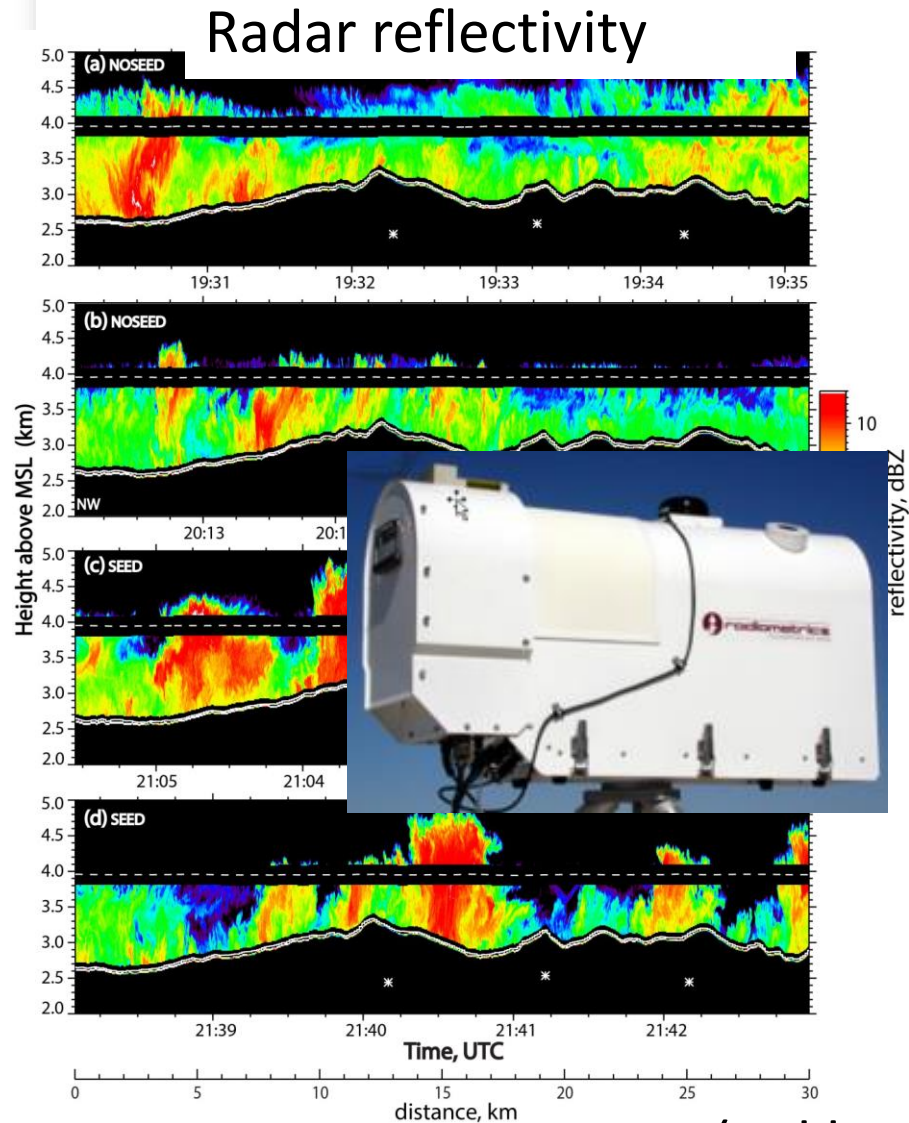 Radar reflectivity
5.0
(a) NOSEED
4.5
4.0
3.5
3.0
2.5
2.0
19:31 19:32 19:33 19:34 19:35
5.0
(b) NOSEED
4.5
4.0
3.5
3.0
2.5
NW
2.0
20:13
10
reflectivity, dBZ
Height above MSL (km)
radiometrics
5.0
(c) SEED
4.5
4.0
3.5
3.0
2.5
2.0
21:05 21:04
5.0
(d) SEED
4.5
4.0
3.5
3.0
2.5
2.0
21:39 21:40 21:41 21:42
Time, UTC
0 5 10 15 20 25 30
distance, km